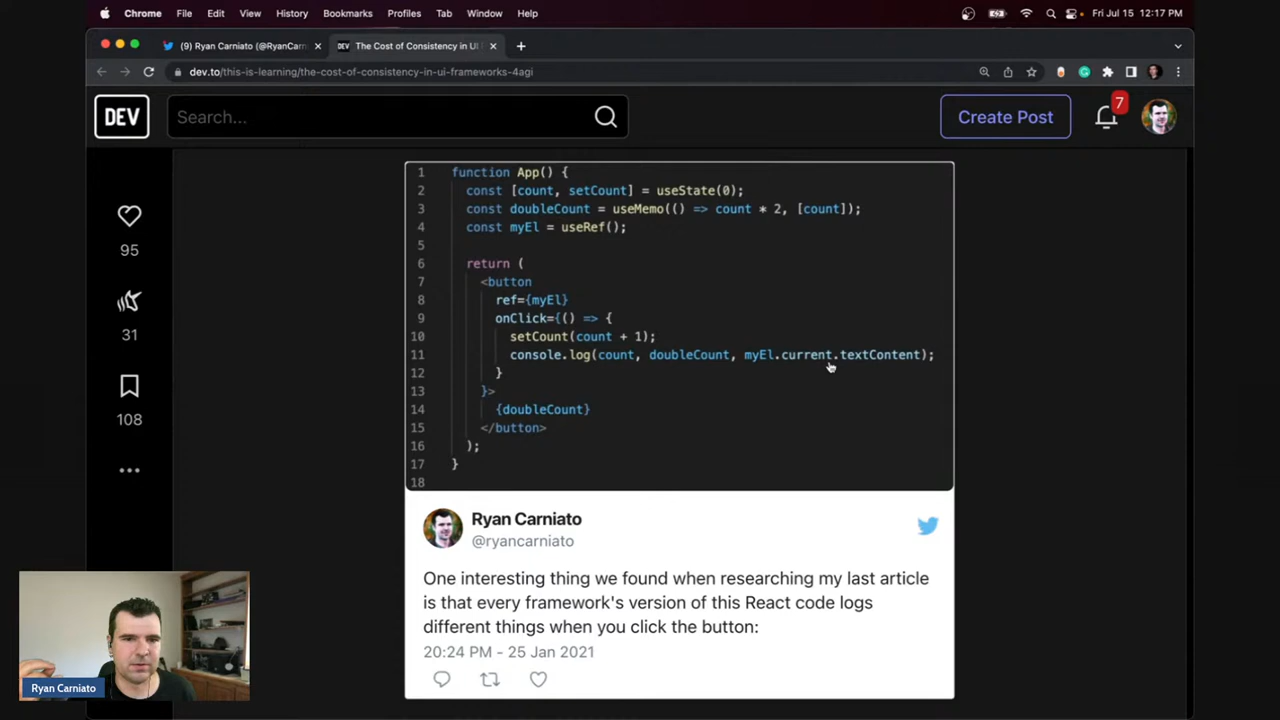 Chrome File Edit View History Bookmarks Profiles Tab Window Help Fri Jul 15 12:17 PM
(9) Ryan Carniato (@RyanCarn
DEV The Cost of Consistency in UI
dev.to/this-is-learning/the-cost-of-consistency-in-ui-frameworks-4agi
DEV
Search...
Create Post
7
95
31
108
1 function App() {
2 const [count, setCount] = useState(0);
3 const doubleCount = useMemo(() => count * 2, [count]);
4 const myEl = useRef();
5
6 return (
7 <button
8 ref={myEl}
9 onClick={() => {
10 setCount(count + 1);
11 console.log(count, doubleCount, myEl.current.textContent);
12 }
13 }>
14 {doubleCount}
15 </button>
16 );
17 }
18
Ryan Carniato
@ryancarniato
One interesting thing we found when researching my last article
is that every framework's version of this React code logs
different things when you click the button:
20:24 PM - 25 Jan 2021
Ryan Carniato